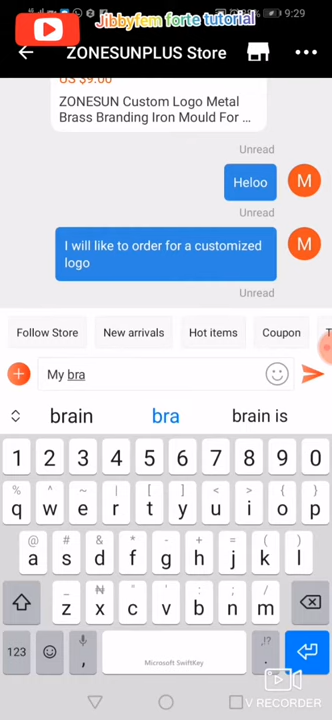 Jibbyfem forte tutorial
9:29
ZONESUNPLUS Store
US $9.00
ZONESUN Custom Logo Metal
Brass Branding Iron Mould For ...
Unread
Heloo
M
Unread
I will like to order for a customized
logo
M
Unread
Follow Store
New arrivals
Hot items
Coupon
My bra
brain
bra
brain is
1 2 3 4 5 6 7 8 9 0
% ^ ~ | [ ] < > { }
q w e r t y u i o p
@ # & * - + = ( )
a s d f g h j k l
_ ₦ " ' : ; /
z x c v b n m
123
,
Microsoft SwiftKey
,!?
.
V RECORDER